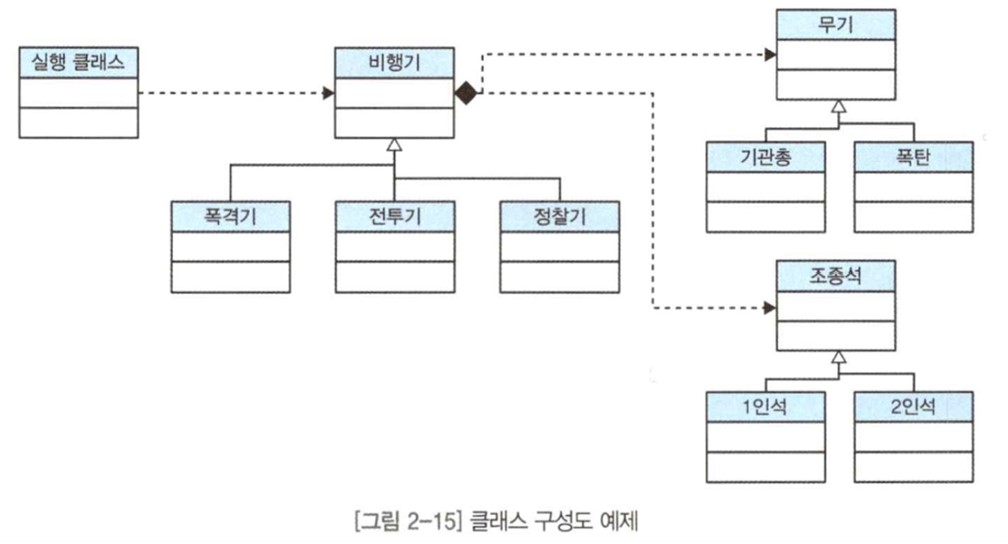 무기
실행 클래스
비행기
기관총
폭탄
폭격기
전투기
정찰기
조종석
1인석
2인석
[그림 2-15] 클래스 구성도 예제